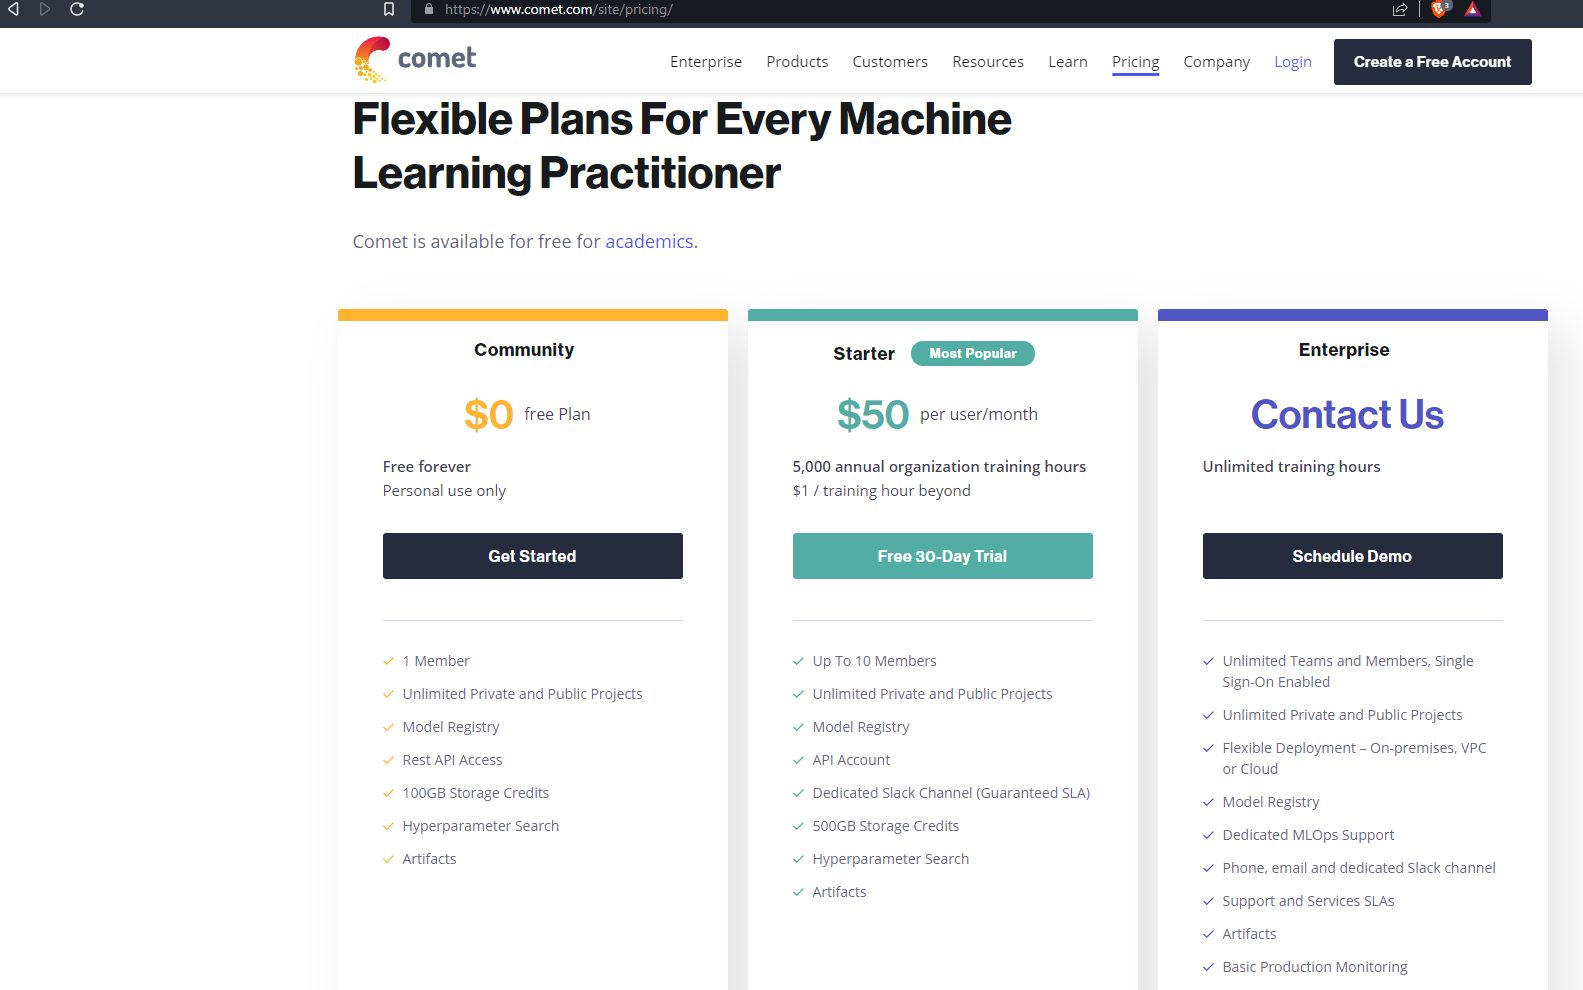 https://www.comet.com/site/pricing/
3
comet
Enterprise Products Customers Resources Learn Pricing Company Login Create a Free Account
Flexible Plans For Every Machine
Learning Practitioner
Comet is available for free for academics.
Community
$0 free Plan
Free forever
Personal use only
Get Started
1 Member
Unlimited Private and Public Projects
Model Registry
Rest API Access
100GB Storage Credits
Hyperparameter Search
Artifacts
Starter Most Popular
$50 per user/month
5,000 annual organization training hours
$1 / training hour beyond
Free 30-Day Trial
Up To 10 Members
Unlimited Private and Public Projects
Model Registry
API Account
Dedicated Slack Channel (Guaranteed SLA)
500GB Storage Credits
Hyperparameter Search
Artifacts
Enterprise
Contact Us
Unlimited training hours
Schedule Demo
Unlimited Teams and Members, Single
Sign-On Enabled
Unlimited Private and Public Projects
Flexible Deployment – On-premises, VPC
or Cloud
Model Registry
Dedicated MLOps Support
Phone, email and dedicated Slack channel
Support and Services SLAs
Artifacts
Basic Production Monitoring